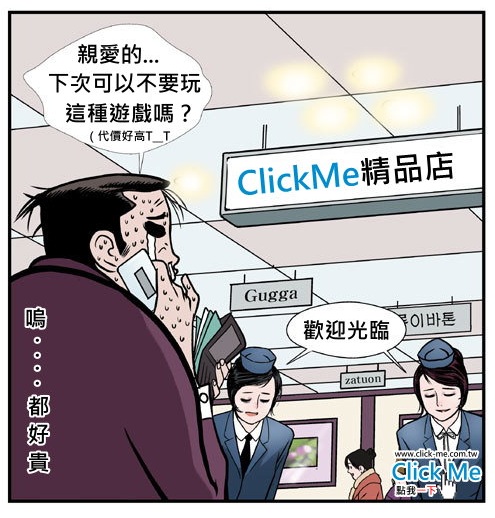 親愛的...
下次可以不要玩
這種遊戲嗎？
（代價好高T__T
ClickMe精品店
Gugga
歡迎光臨
이바톤
zatuon
嗚....都好貴
www.click-me.com.tw
Click Me
點我一下